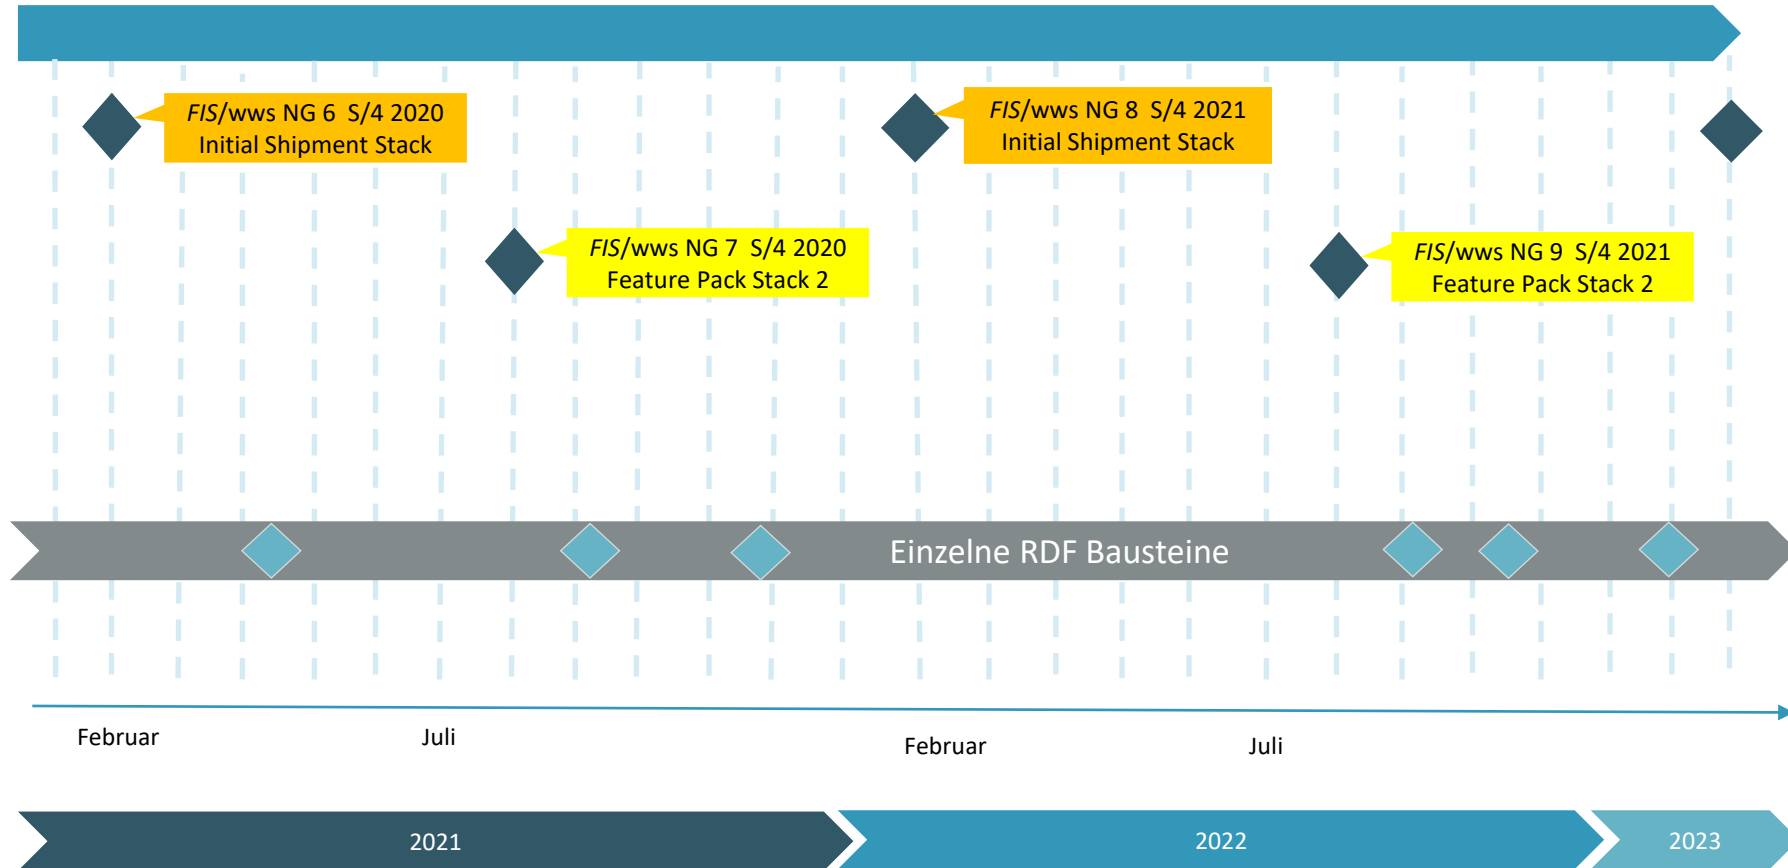 FIS/wws NG 6  S/4 2020
Initial Shipment Stack
FIS/wws NG 8  S/4 2021
Initial Shipment Stack
FIS/wws NG 7  S/4 2020
Feature Pack Stack 2
FIS/wws NG 9  S/4 2021
Feature Pack Stack 2
Einzelne RDF Bausteine
Februar
Juli
Februar
Juli
2021
2022
2023